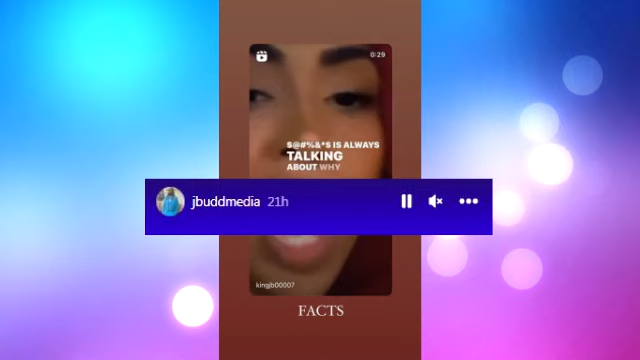 0:29
$@#%&*$ IS ALWAYS
TALKING
ABOUT WHY
jbuddmedia 21h
kingjb00007
FACTS